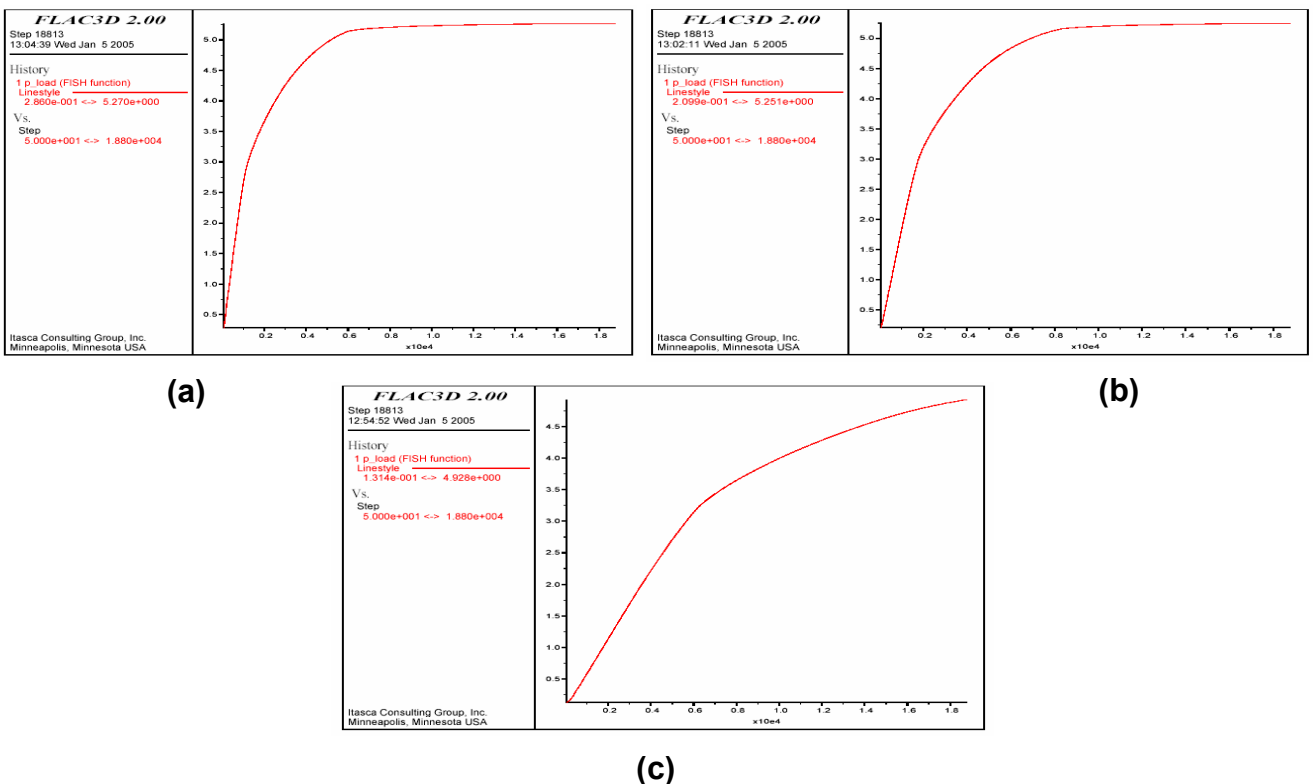 FLAC3D 2.00
Step 18813
13:04:39 Wed Jan 5 2005
History
1 p_load (FISH function)
Linestyle
2.860e-001 <-> 5.270e+000
Vs.
Step
5.000e+001 <-> 1.880e+004
Itasca Consulting Group, Inc.
Minneapolis, Minnesota USA
5.0
4.5
4.0
3.5
3.0
2.5
2.0
1.5
1.0
0.5
0.2 0.4 0.6 0.8 1.0 1.2 1.4 1.6 1.8
x10e4
(a)
FLAC3D 2.00
Step 18813
13:02:11 Wed Jan 5 2005
History
1 p_load (FISH function)
Linestyle
2.099e-001 <-> 5.251e+000
Vs.
Step
5.000e+001 <-> 1.880e+004
Itasca Consulting Group, Inc.
Minneapolis, Minnesota USA
5.0
4.5
4.0
3.5
3.0
2.5
2.0
1.5
1.0
0.5
0.2 0.4 0.6 0.8 1.0 1.2 1.4 1.6 1.8
x10e4
(b)
FLAC3D 2.00
Step 18813
12:54:52 Wed Jan 5 2005
History
1 p_load (FISH function)
Linestyle
1.314e-001 <-> 4.928e+000
Vs.
Step
5.000e+001 <-> 1.880e+004
Itasca Consulting Group, Inc.
Minneapolis, Minnesota USA
4.5
4.0
3.5
3.0
2.5
2.0
1.5
1.0
0.5
0.2 0.4 0.6 0.8 1.0 1.2 1.4 1.6 1.8
x10e4
(c)